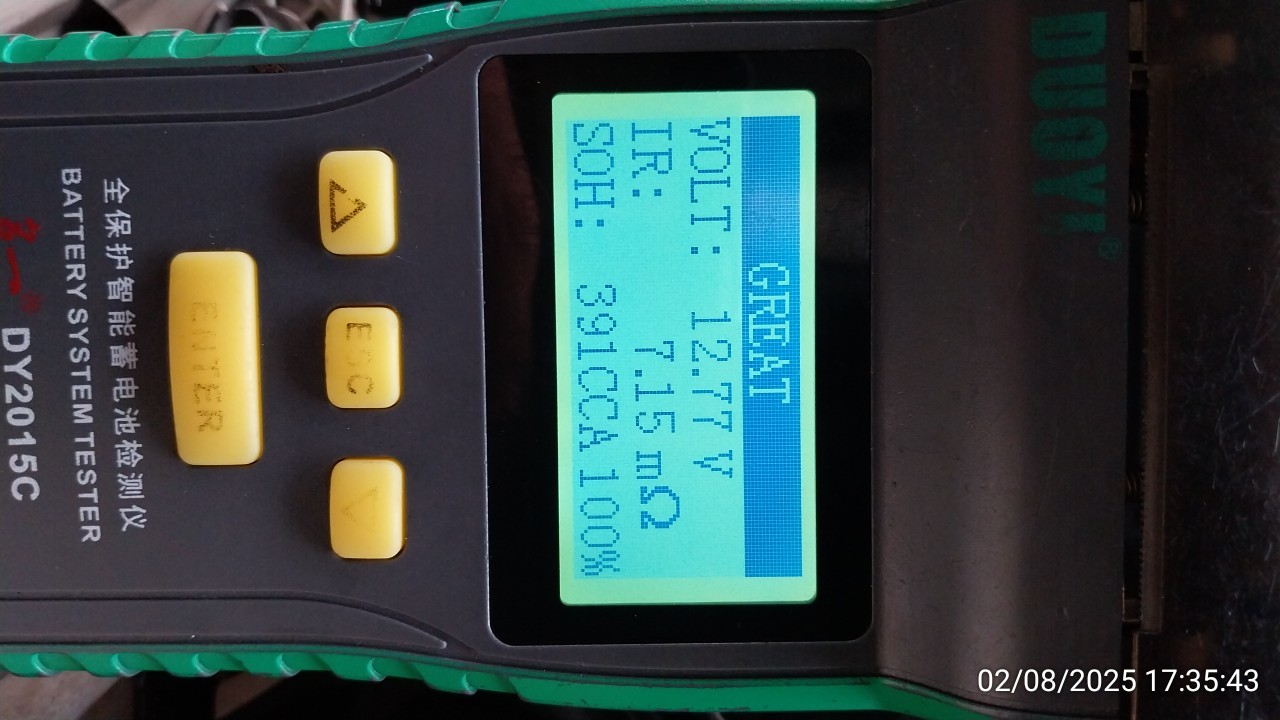 DUOYI®
GREAT
VOLT: 12.77 V
IR: 7.15 mΩ
SOH: 391CCA 100%
ESC
ENTER
全保护智能蓄电池检测仪
BATTERY SYSTEM TESTER
DY2015C
02/08/2025 17:35:43